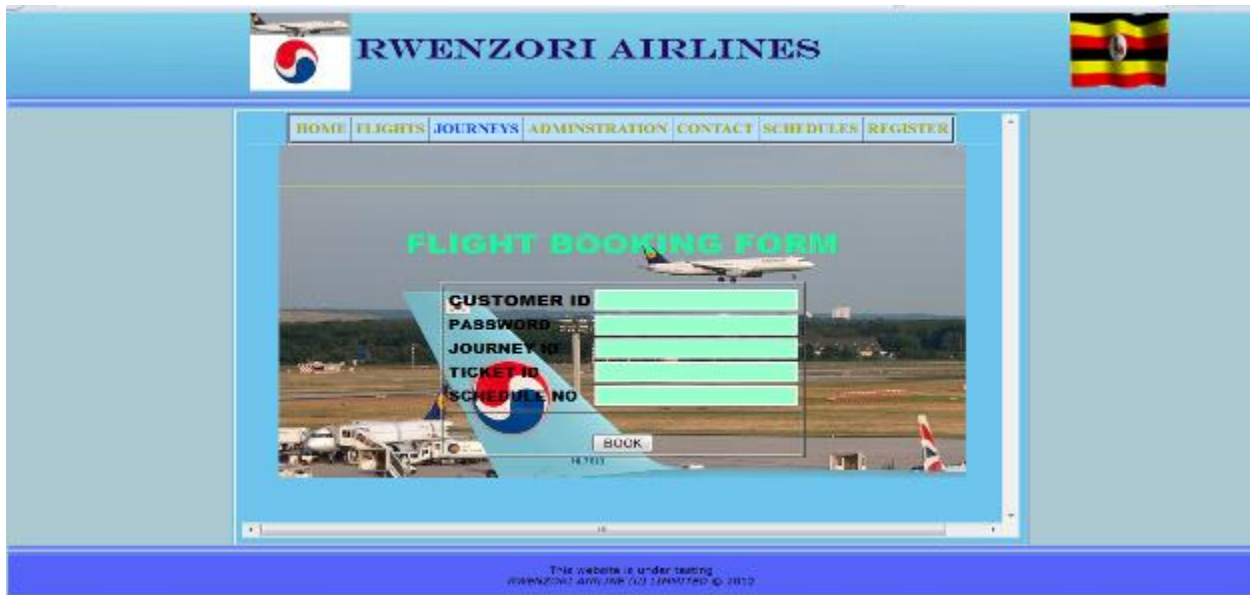 RWENZORI AIRLINES
HOME FLIGHTS JOURNEYS ADMINSTRATION CONTACT SCHEDULES REGISTER
FLIGHT BOOKING FORM
CUSTOMER ID
PASSWORD
JOURNEY ID
TICKET ID
SCHEDULE NO
BOOK
This website is under testing
RWENZORI AIRLINE (U) LIMMITED © 2012